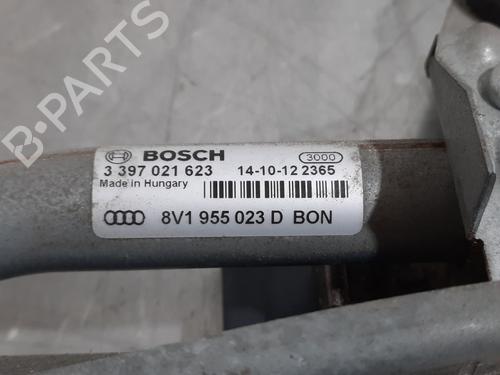 B-PARTS
BOSCH 3000
3 397 021 623 14-10-12 2365
Made in Hungary
8V1 955 023 D BON